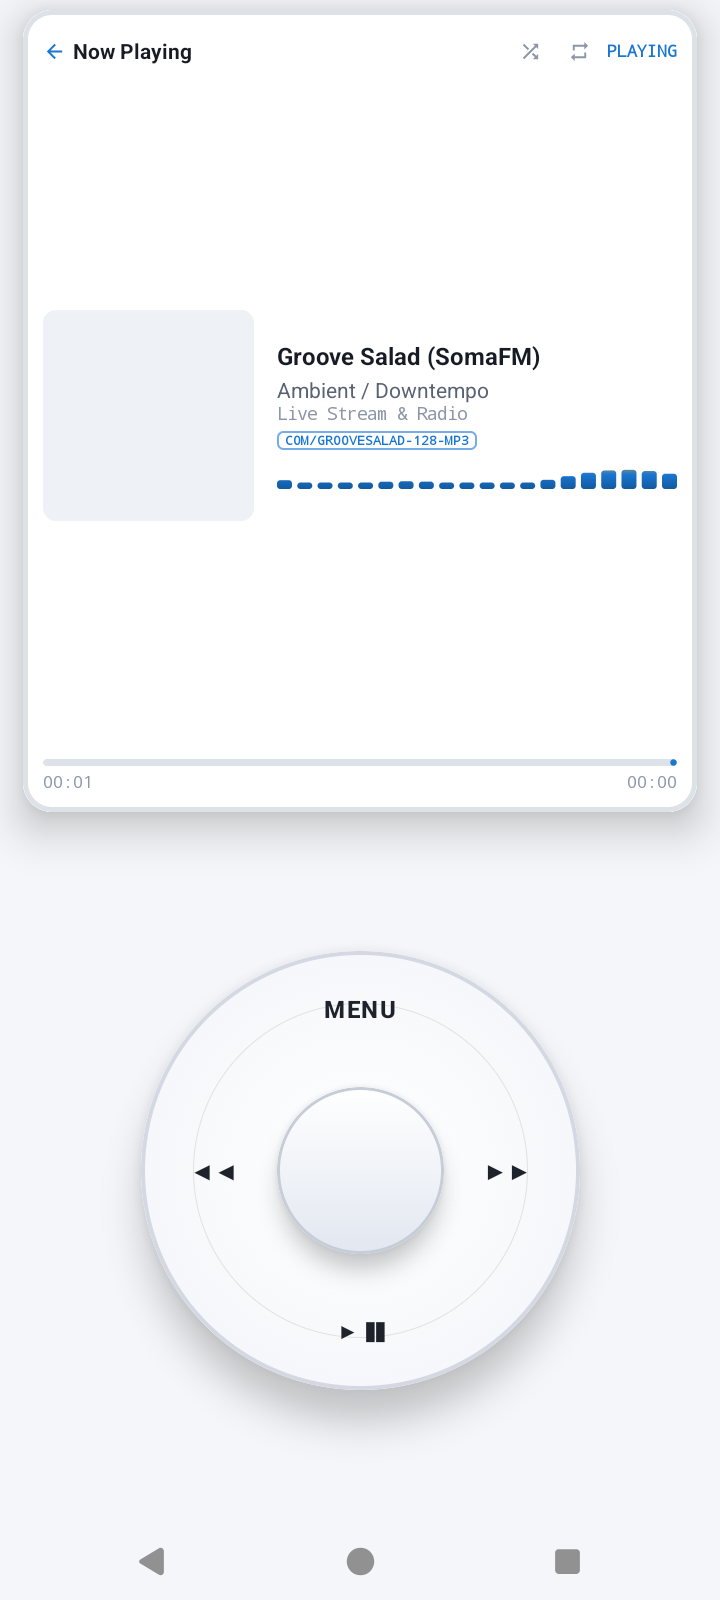 Now Playing
PLAYING
Groove Salad (SomaFM)
Ambient / Downtempo
Live Stream & Radio
COM/GROOVESALAD-128-MP3
00:01
00:00
MENU